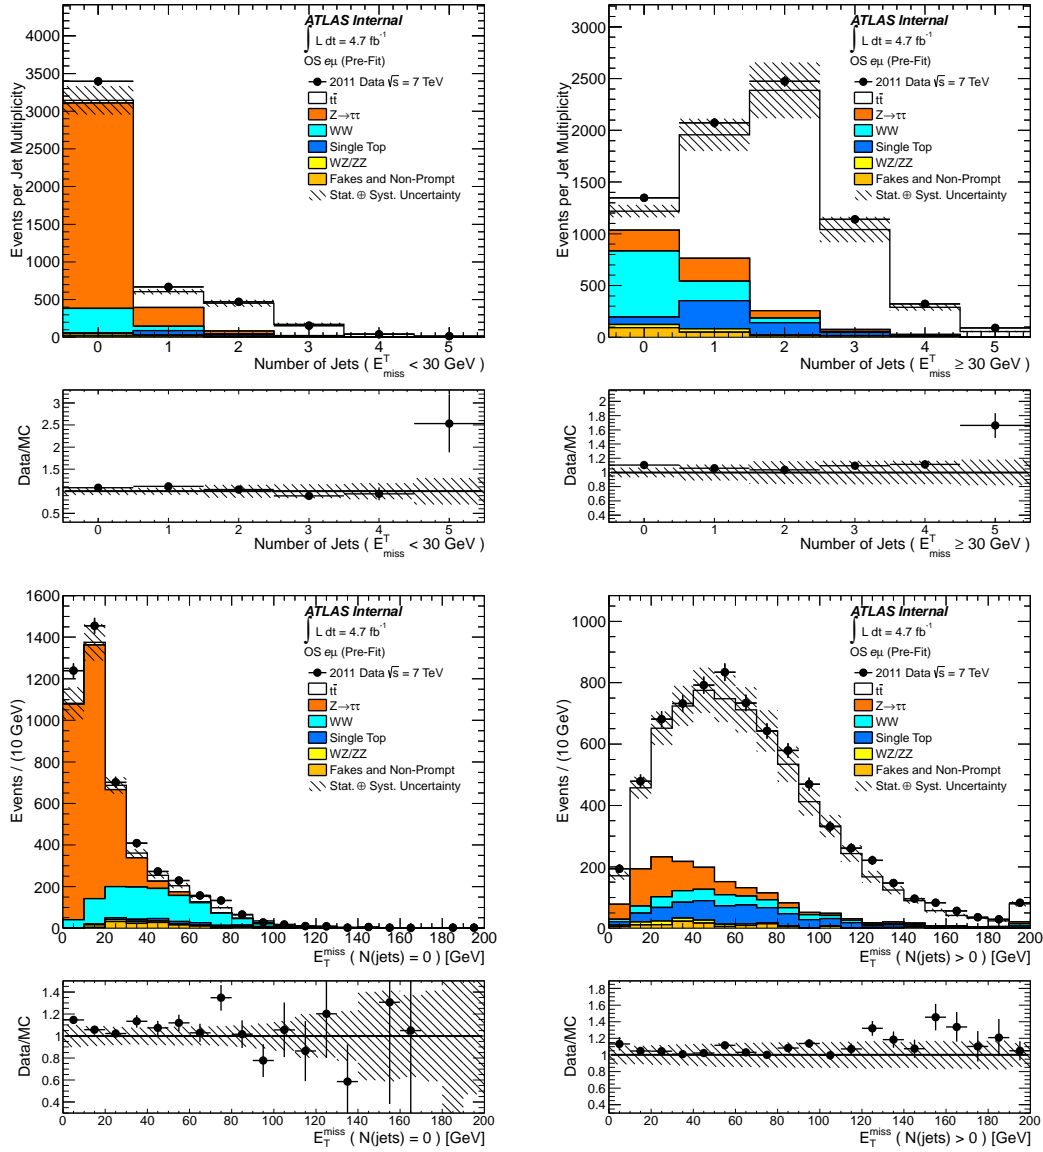 ATLAS Internal
∫ L dt = 4.7 fb⁻¹
OS eμ (Pre-Fit)
2011 Data √s = 7 TeV
tt̄
Z→ττ
WW
Single Top
WZ/ZZ
Fakes and Non-Prompt
Stat. ⊕ Syst. Uncertainty
Events per Jet Multiplicity
4000
3500
3000
2500
2000
1500
1000
500
0
0 1 2 3 4 5
Number of Jets ( E^T_miss < 30 GeV )
Data/MC
3
2.5
2
1.5
1
0.5
0 1 2 3 4 5
Number of Jets ( E^T_miss < 30 GeV )
ATLAS Internal
∫ L dt = 4.7 fb⁻¹
OS eμ (Pre-Fit)
2011 Data √s = 7 TeV
tt̄
Z→ττ
WW
Single Top
WZ/ZZ
Fakes and Non-Prompt
Stat. ⊕ Syst. Uncertainty
Events per Jet Multiplicity
3000
2500
2000
1500
1000
500
0
0 1 2 3 4 5
Number of Jets ( E^T_miss ≥ 30 GeV )
Data/MC
2
1.8
1.6
1.4
1.2
1
0.8
0.6
0.4
0 1 2 3 4 5
Number of Jets ( E^T_miss ≥ 30 GeV )
ATLAS Internal
∫ L dt = 4.7 fb⁻¹
OS eμ (Pre-Fit)
2011 Data √s = 7 TeV
tt̄
Z→ττ
WW
Single Top
WZ/ZZ
Fakes and Non-Prompt
Stat. ⊕ Syst. Uncertainty
Events / (10 GeV)
1600
1400
1200
1000
800
600
400
200
0
0 20 40 60 80 100 120 140 160 180 200
E_T^miss ( N(jets) = 0 ) [GeV]
Data/MC
1.4
1.2
1
0.8
0.6
0.4
0 20 40 60 80 100 120 140 160 180 200
E_T^miss ( N(jets) = 0 ) [GeV]
ATLAS Internal
∫ L dt = 4.7 fb⁻¹
OS eμ (Pre-Fit)
2011 Data √s = 7 TeV
tt̄
Z→ττ
WW
Single Top
WZ/ZZ
Fakes and Non-Prompt
Stat. ⊕ Syst. Uncertainty
Events / (10 GeV)
1000
800
600
400
200
0
0 20 40 60 80 100 120 140 160 180 200
E_T^miss ( N(jets) > 0 ) [GeV]
Data/MC
1.8
1.6
1.4
1.2
1
0.8
0.6
0.4
0 20 40 60 80 100 120 140 160 180 200
E_T^miss ( N(jets) > 0 ) [GeV]